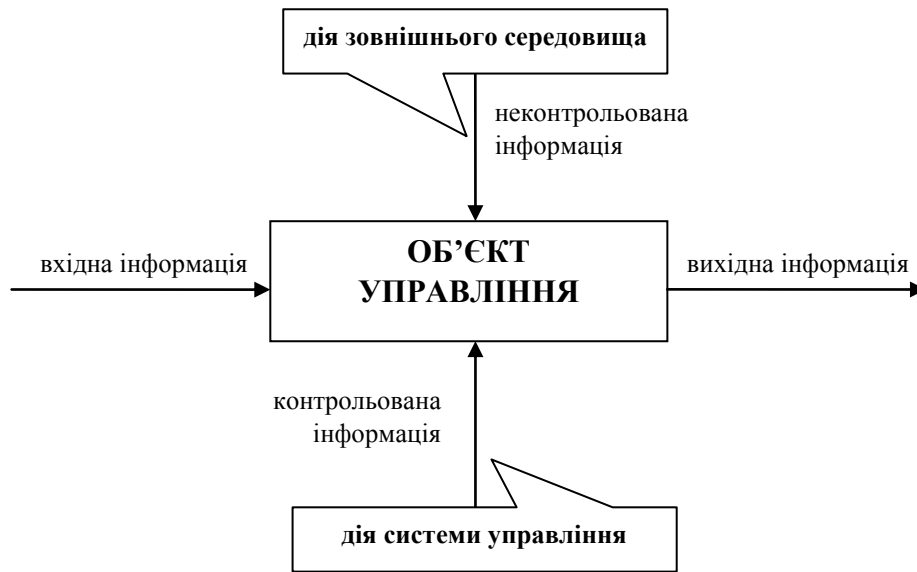 дія зовнішнього середовища
неконтрольована
інформація
ОБ’ЄКТ
УПРАВЛІННЯ
вхідна інформація
вихідна інформація
контрольована
інформація
дія системи управління